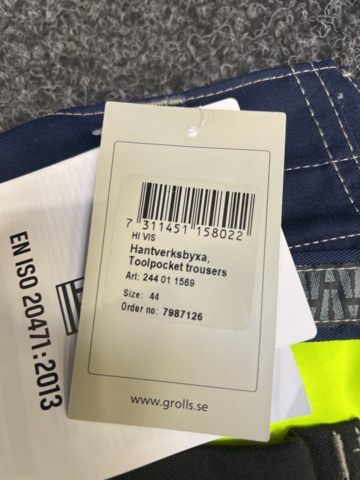 7 311451 158022
HI VIS
Hantverksbyxa,
Toolpocket trousers
Art: 244 01 1569
Size: 44
Order no: 7987126
www.grolls.se
EN ISO 20471:2013